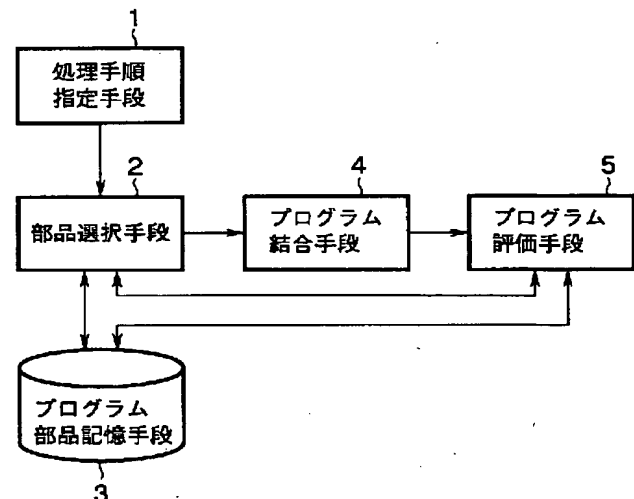 1
処理手順
指定手段
2
部品選択手段
4
プログラム
結合手段
5
プログラム
評価手段
プログラム
部品記憶手段
3